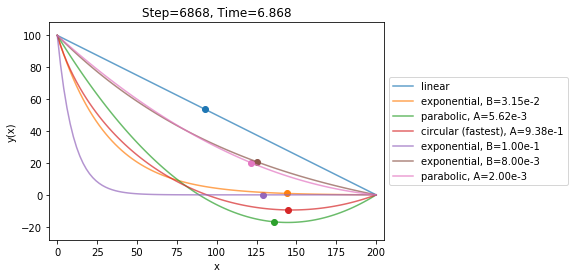 Step=6868, Time=6.868
100
80
60
40
20
0
−20
y(x)
0 25 50 75 100 125 150 175 200
x
linear
exponential, B=3.15e-2
parabolic, A=5.62e-3
circular (fastest), A=9.38e-1
exponential, B=1.00e-1
exponential, B=8.00e-3
parabolic, A=2.00e-3